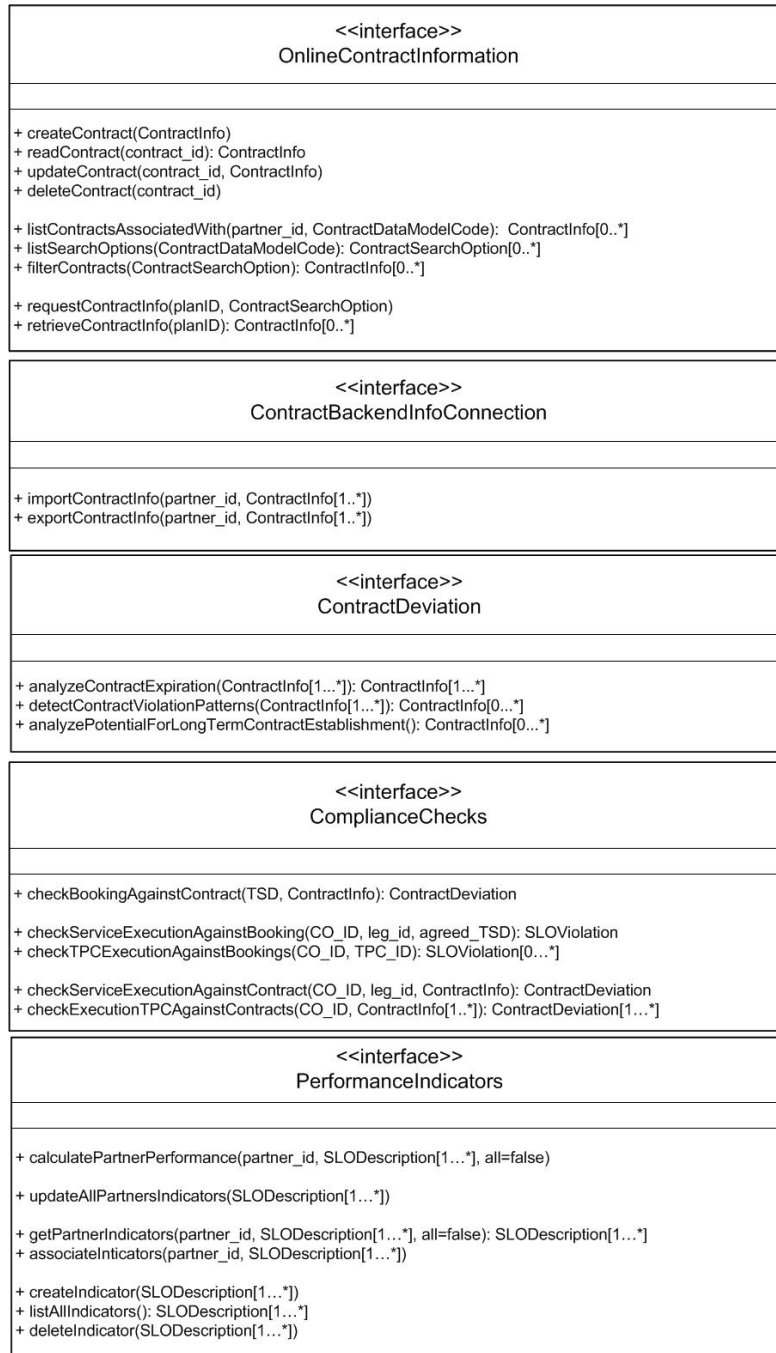 <<interface>>
OnlineContractInformation
+ createContract(ContractInfo)
+ readContract(contract_id): ContractInfo
+ updateContract(contract_id, ContractInfo)
+ deleteContract(contract_id)
+ listContractsAssociatedWith(partner_id, ContractDataModelCode): ContractInfo[0..*]
+ listSearchOptions(ContractDataModelCode): ContractSearchOption[0..*]
+ filterContracts(ContractSearchOption): ContractInfo[0..*]
+ requestContractInfo(planID, ContractSearchOption)
+ retrieveContractInfo(planID): ContractInfo[0..*]
<<interface>>
ContractBackendInfoConnection
+ importContractInfo(partner_id, ContractInfo[1..*])
+ exportContractInfo(partner_id, ContractInfo[1..*])
<<interface>>
ContractDeviation
+ analyzeContractExpiration(ContractInfo[1...*]): ContractInfo[1...*]
+ detectContractViolationPatterns(ContractInfo[1...*]): ContractInfo[0...*]
+ analyzePotentialForLongTermContractEstablishment(): ContractInfo[0...*]
<<interface>>
ComplianceChecks
+ checkBookingAgainstContract(TSD, ContractInfo): ContractDeviation
+ checkServiceExecutionAgainstBooking(CO_ID, leg_id, agreed_TSD): SLOViolation
+ checkTPCExecutionAgainstBookings(CO_ID, TPC_ID): SLOViolation[0...*]
+ checkServiceExecutionAgainstContract(CO_ID, leg_id, ContractInfo): ContractDeviation
+ checkExecutionTPCAgainstContracts(CO_ID, ContractInfo[1..*]): ContractDeviation[1...*]
<<interface>>
PerformanceIndicators
+ calculatePartnerPerformance(partner_id, SLODescription[1...*], all=false)
+ updateAllPartnersIndicators(SLODescription[1...*])
+ getPartnerIndicators(partner_id, SLODescription[1...*], all=false): SLODescription[1...*]
+ associateInticators(partner_id, SLODescription[1...*])
+ createIndicator(SLODescription[1...*])
+ listAllIndicators(): SLODescription[1...*]
+ deleteIndicator(SLODescription[1...*])